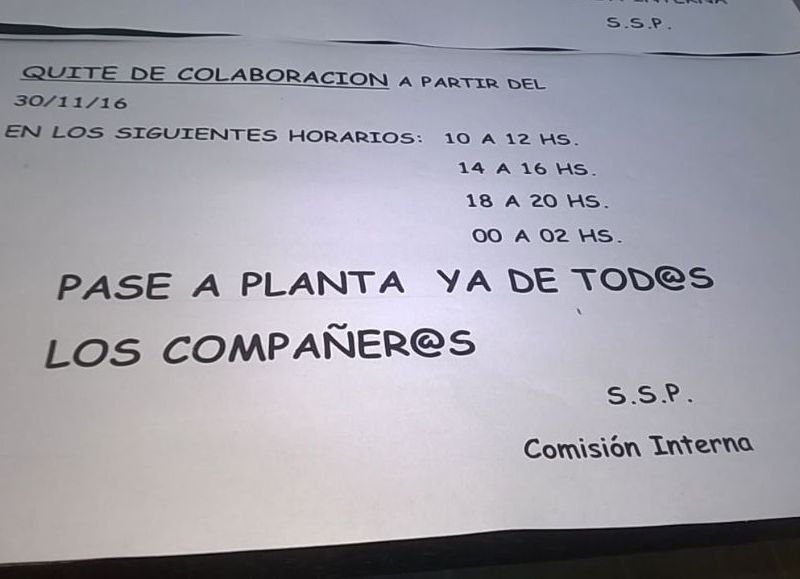 S.S.P.
QUITE DE COLABORACION A PARTIR DEL
30/11/16
EN LOS SIGUIENTES HORARIOS: 10 A 12 HS.
14 A 16 HS.
18 A 20 HS.
00 A 02 HS.
PASE A PLANTA YA DE TOD@S
LOS COMPAÑER@S
S.S.P.
Comisión Interna